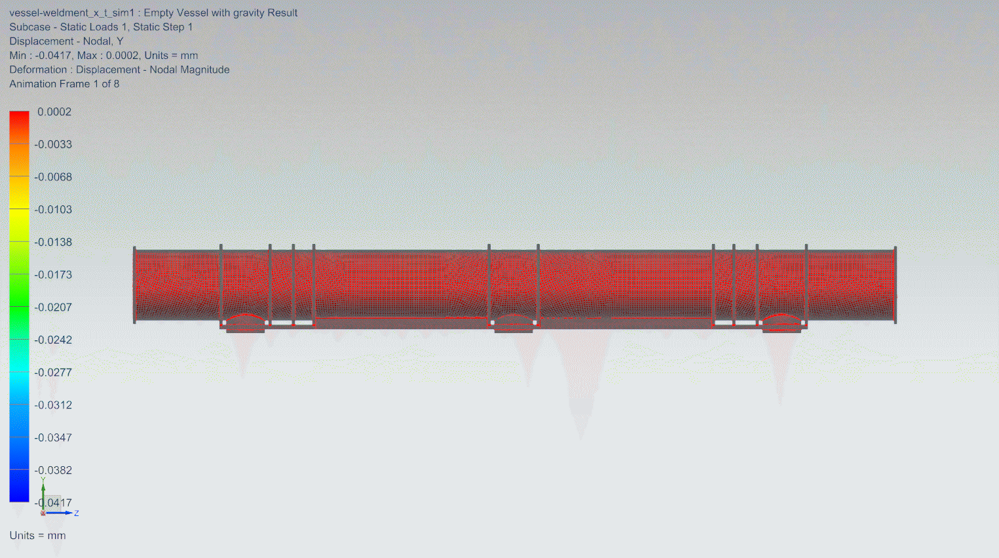 vessel-weldment_x_t_sim1 : Empty Vessel with gravity Result
Subcase - Static Loads 1, Static Step 1
Displacement - Nodal, Y
Min : -0.0417, Max : 0.0002, Units = mm
Deformation : Displacement - Nodal Magnitude
Animation Frame 1 of 8
0.0002
-0.0033
-0.0068
-0.0103
-0.0138
-0.0173
-0.0207
-0.0242
-0.0277
-0.0312
-0.0347
-0.0382
Y
-0.0417
X
Z
Units = mm